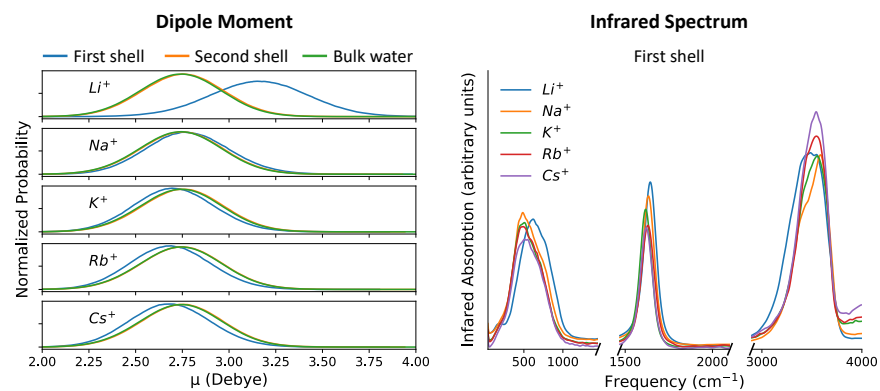 Dipole Moment
First shell Second shell Bulk water
Normalized Probability
Li+
Na+
K+
Rb+
Cs+
2.00 2.25 2.50 2.75 3.00 3.25 3.50 3.75 4.00
μ (Debye)
Infrared Spectrum
First shell
Infared Absorbtion (arbitrary units)
Li+
Na+
K+
Rb+
Cs+
500 1000 1500 2000 3000 4000
Frequency (cm⁻¹)